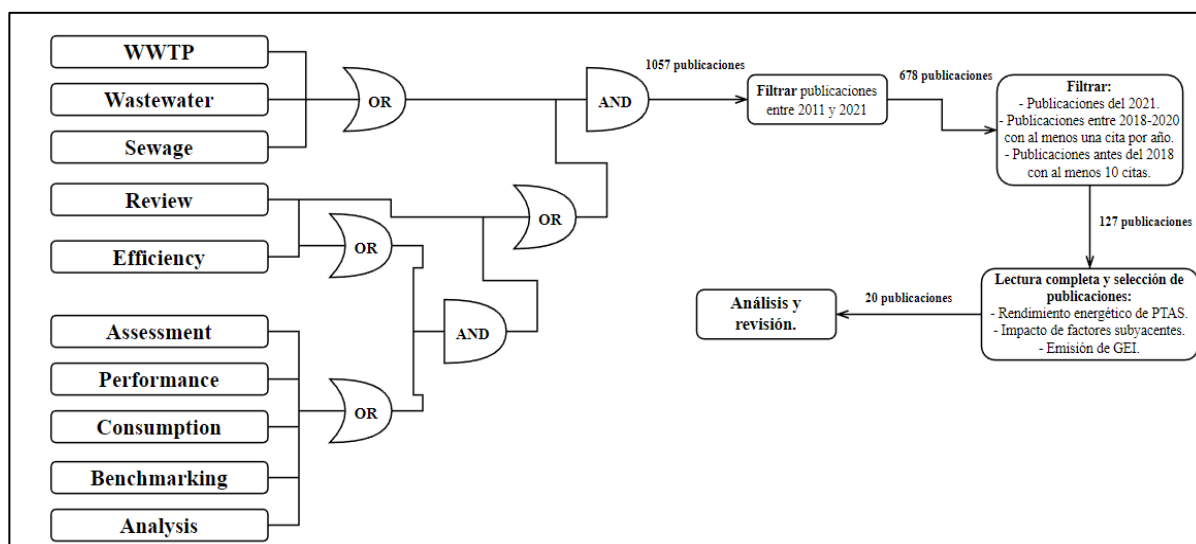 WWTP
Wastewater
Sewage
Review
Efficiency
Assessment
Performance
Consumption
Benchmarking
Analysis
OR
OR
OR
OR
AND
AND
1057 publicaciones
Filtrar publicaciones
entre 2011 y 2021
678 publicaciones
Filtrar:
- Publicaciones del 2021.
- Publicaciones entre 2018-2020
con al menos una cita por año.
- Publicaciones antes del 2018
con al menos 10 citas.
127 publicaciones
Lectura completa y selección de
publicaciones:
- Rendimiento energético de PTAS.
- Impacto de factores subyacentes.
- Emisión de GEI.
20 publicaciones
Análisis y
revisión.